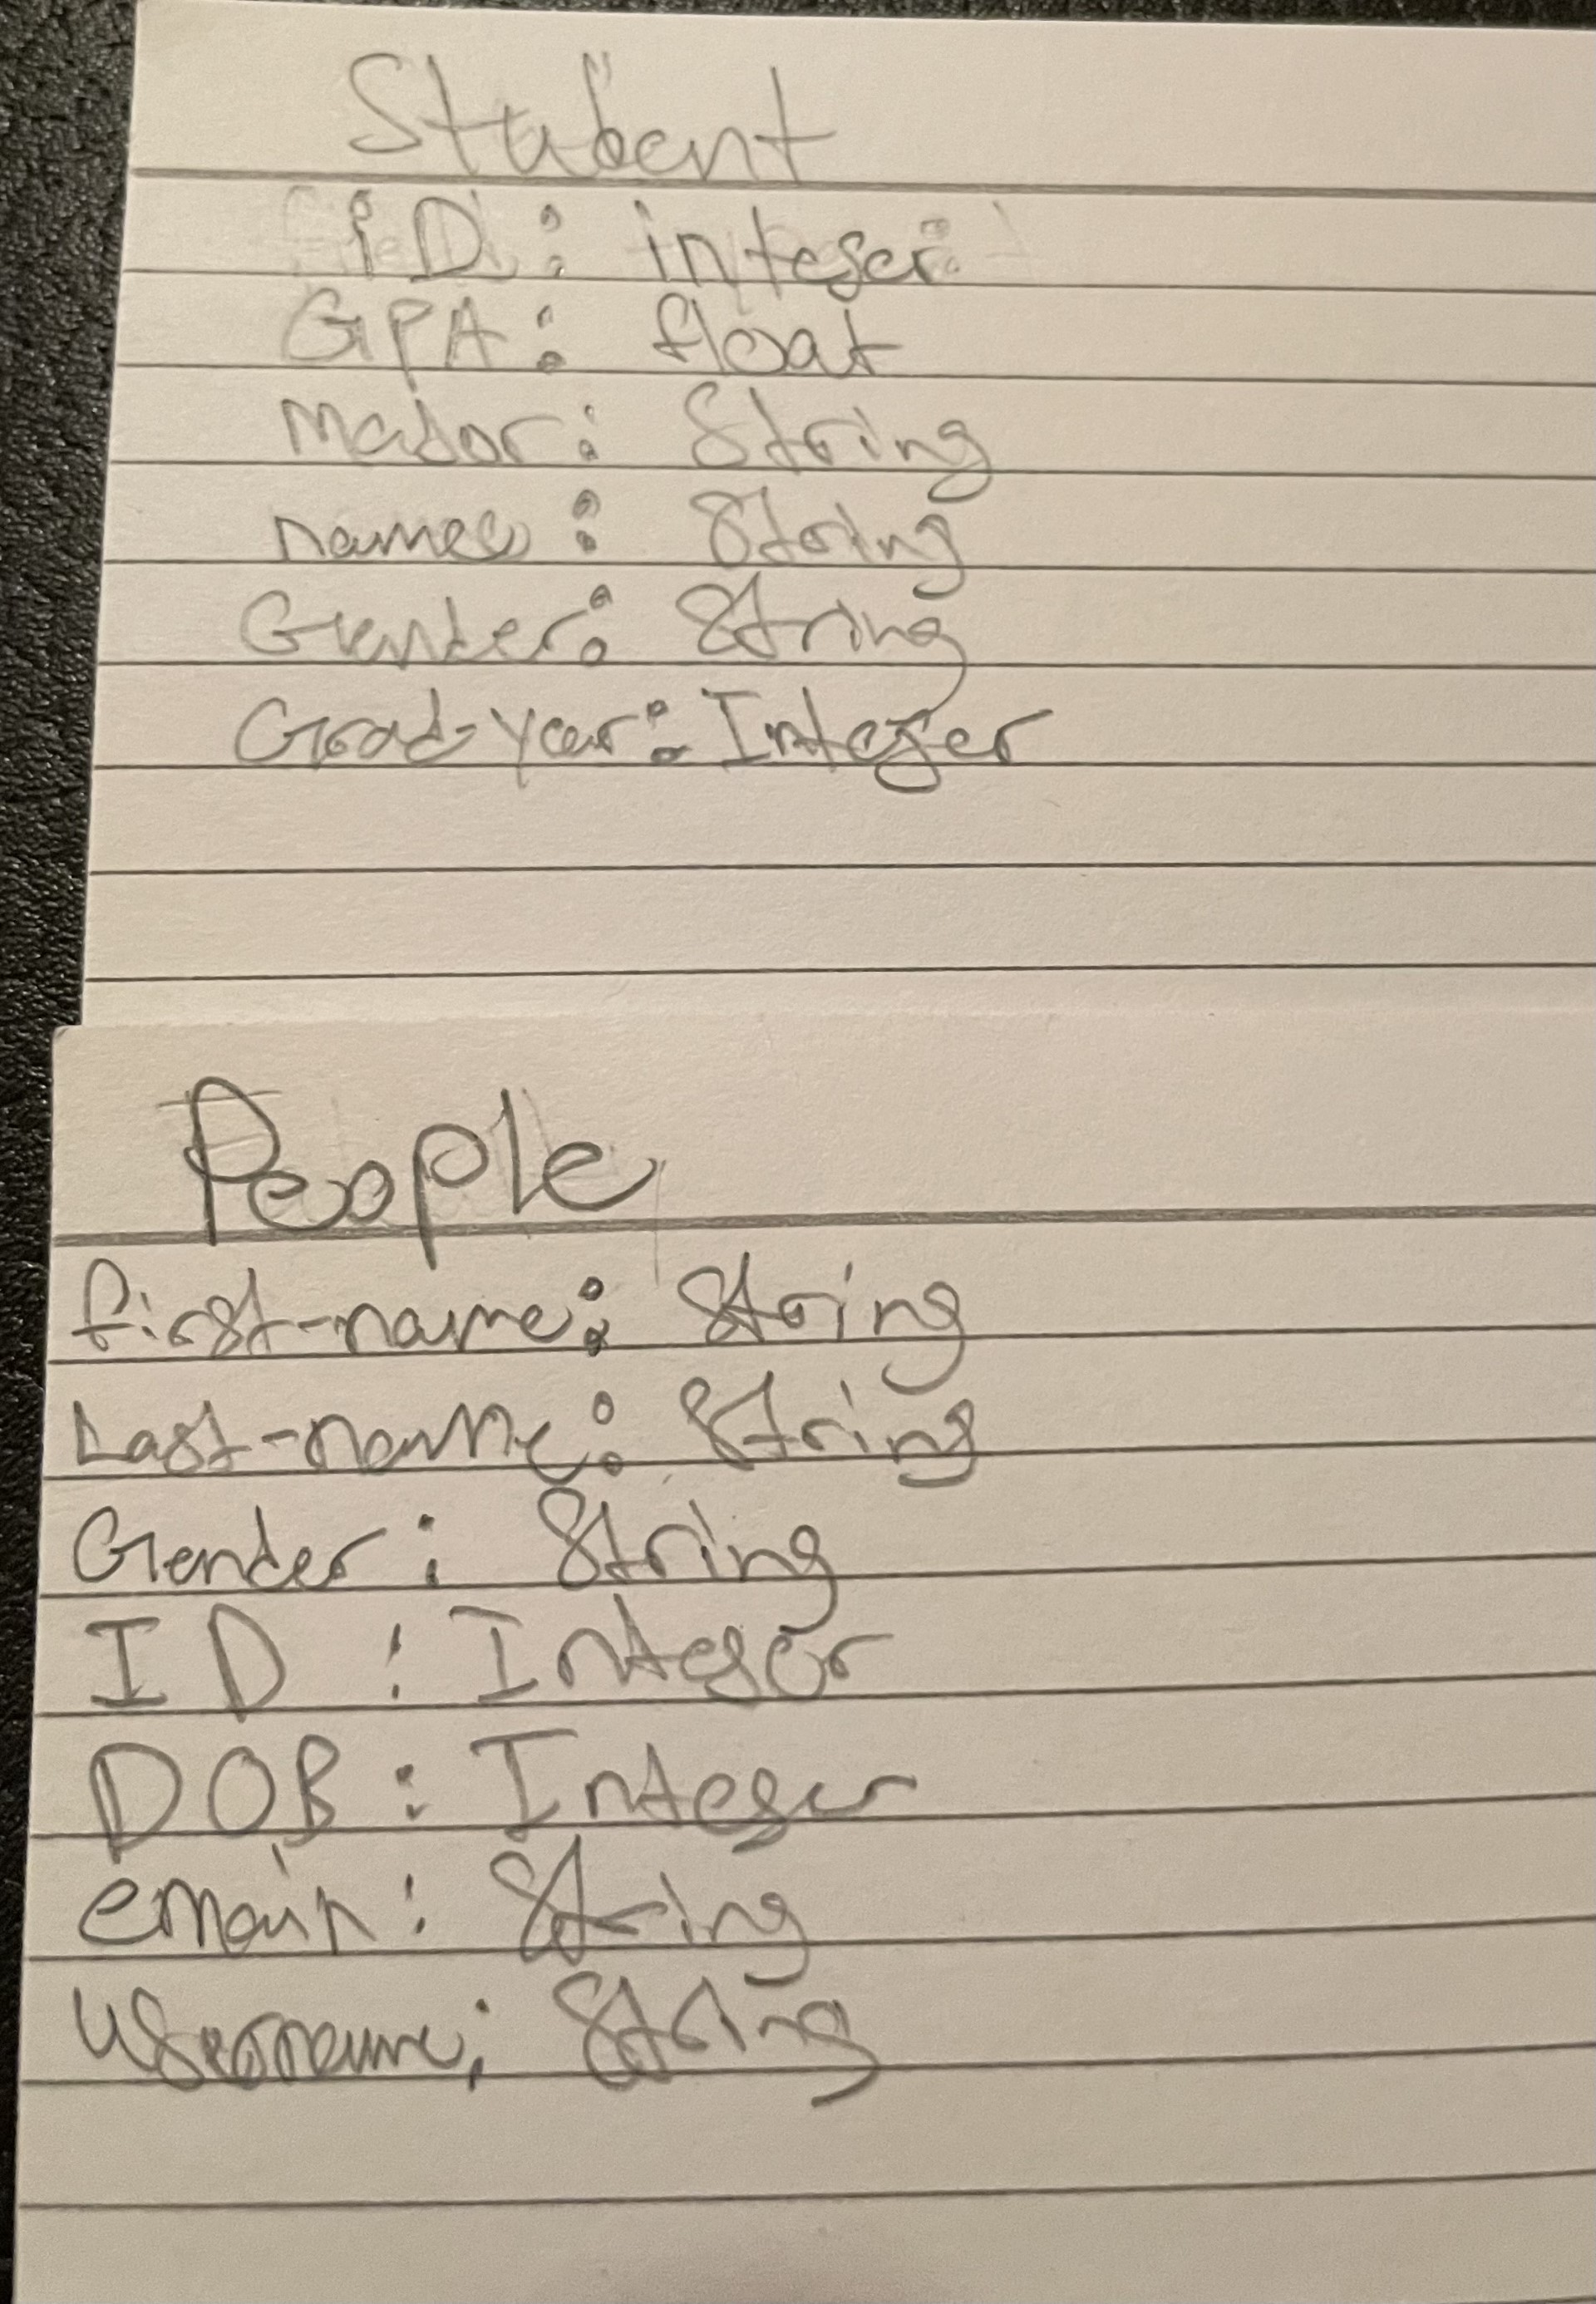 Student
iD: integer
GPA: float
Major: String
names: String
Gender: String
Grad-year: Integer
People
first-name: String
Last-name: String
Gender: String
ID : Integer
DOB : Integer
email: String
username: String